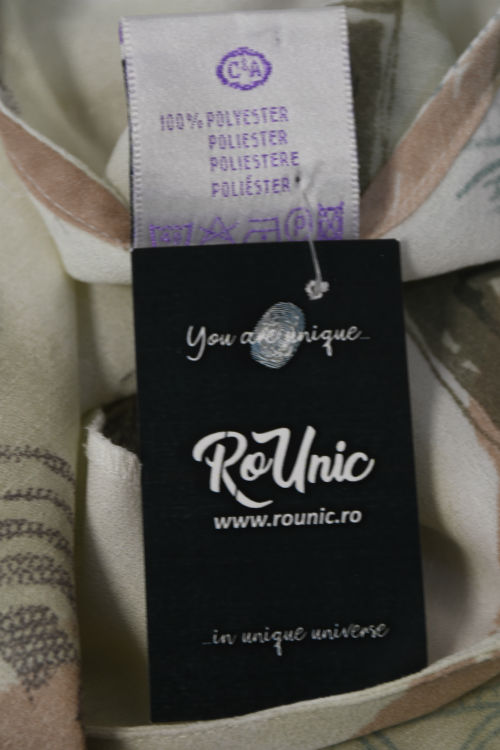 C&A
100% POLYESTER
POLIESTER
POLIESTERE
POLIÉSTER
You are unique...
RoUnic
www.rounic.ro
...in unique universe